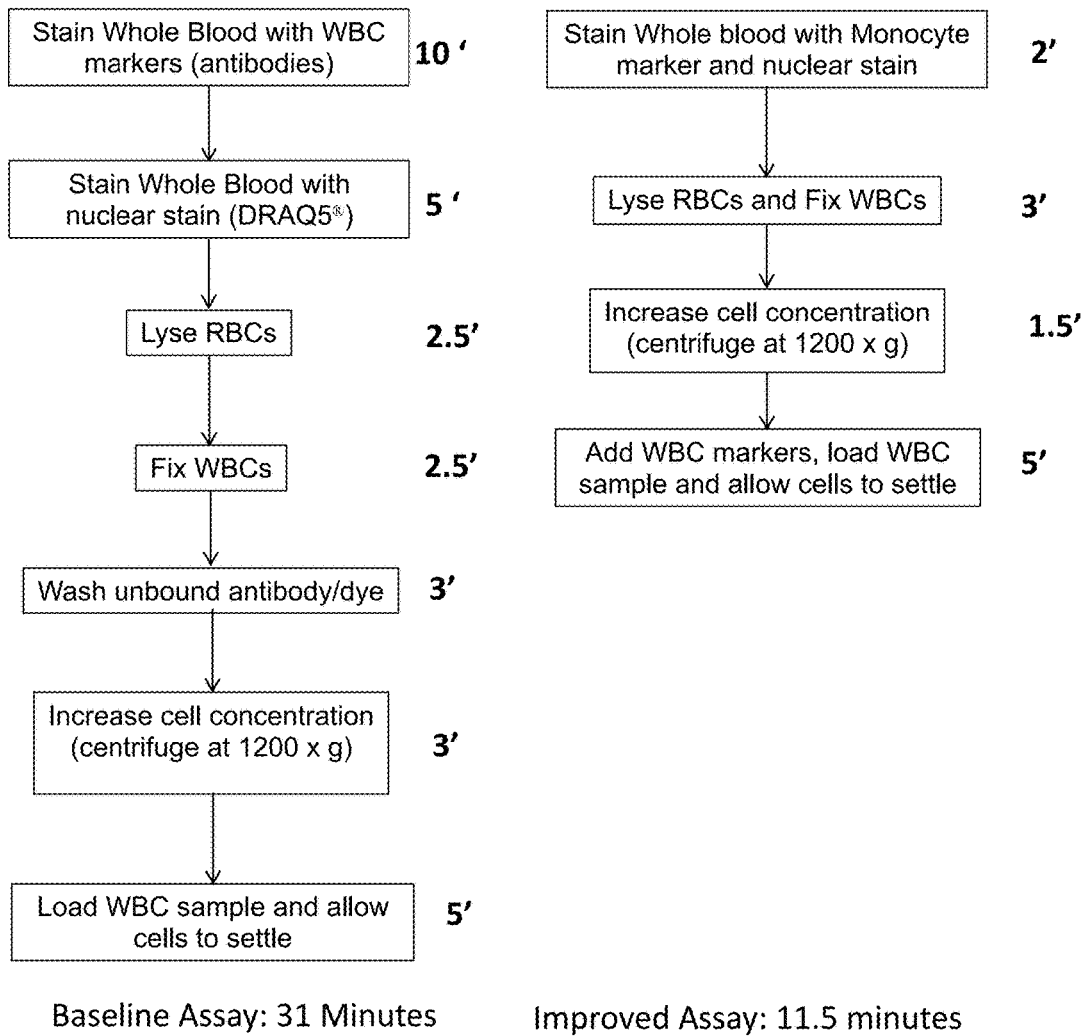 Stain Whole Blood with WBC
markers (antibodies)
10 ‘
Stain Whole Blood with
nuclear stain (DRAQ5®)
5 ‘
Lyse RBCs
2.5’
Fix WBCs
2.5’
Wash unbound antibody/dye
3’
Increase cell concentration
(centrifuge at 1200 x g)
3’
Load WBC sample and allow
cells to settle
5’
Baseline Assay: 31 Minutes
Stain Whole blood with Monocyte
marker and nuclear stain
2’
Lyse RBCs and Fix WBCs
3’
Increase cell concentration
(centrifuge at 1200 x g)
1.5’
Add WBC markers, load WBC
sample and allow cells to settle
5’
Improved Assay: 11.5 minutes